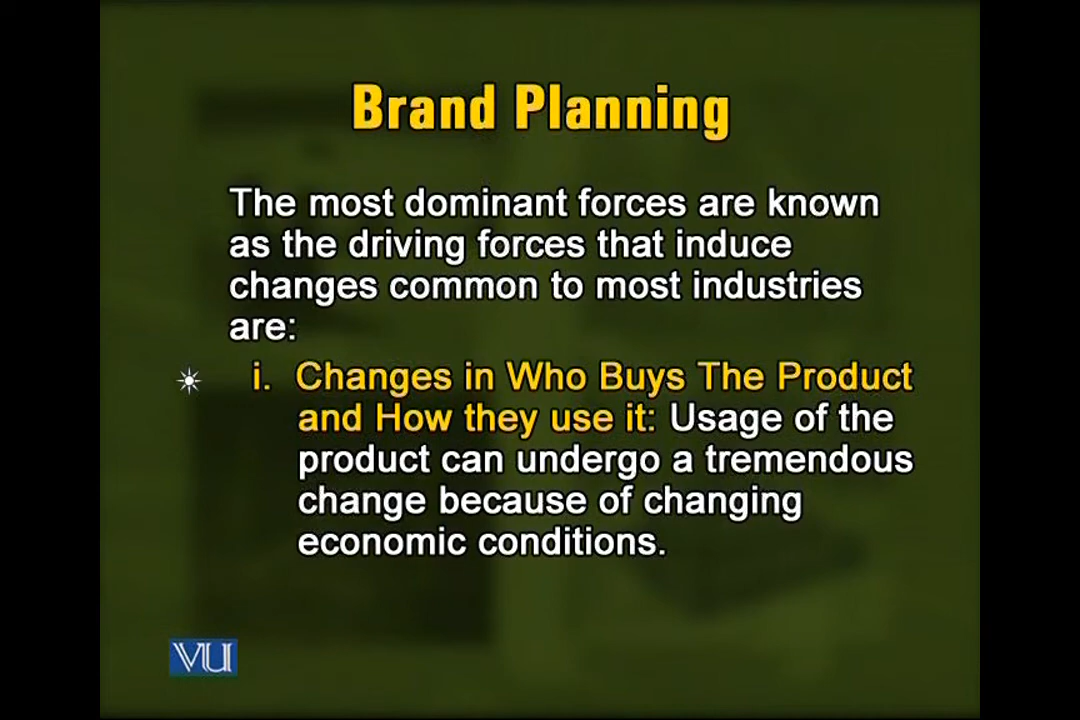 Brand Planning
The most dominant forces are known
as the driving forces that induce
changes common to most industries
are:
i. Changes in Who Buys The Product
and How they use it: Usage of the
product can undergo a tremendous
change because of changing
economic conditions.
VU